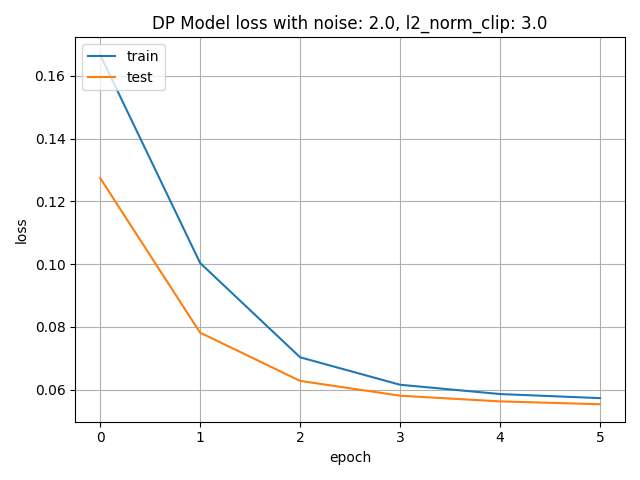 DP Model loss with noise: 2.0, l2_norm_clip: 3.0
train
test
0.16
0.14
0.12
0.10
0.08
0.06
loss
0 1 2 3 4 5
epoch